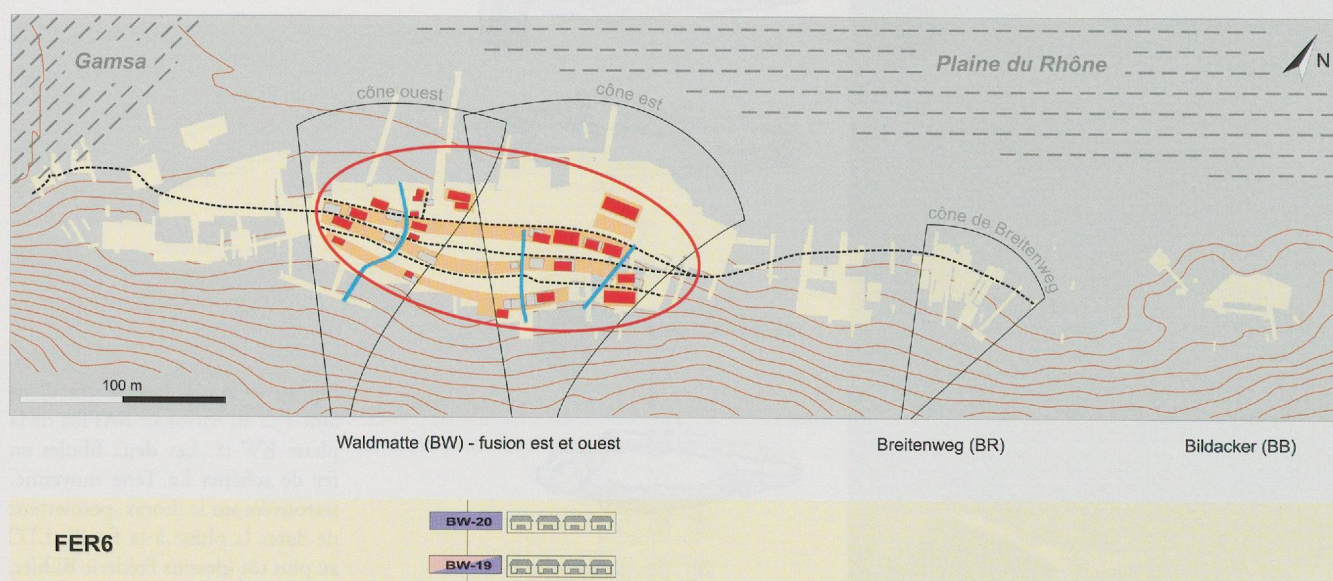 Gamsa
Plaine du Rhône
N
cône ouest
cône est
cône de Breitenweg
100 m
Waldmatte (BW) - fusion est et ouest
Breitenweg (BR)
Bildacker (BB)
BW-20
FER6
BW-19